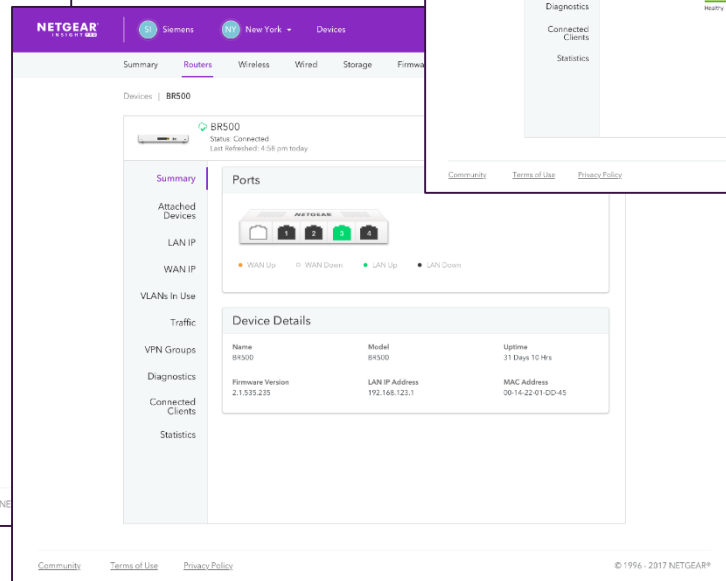 Diagnostics
Connected
Clients
Statistics
Community Terms of Use Privacy Policy
NETGEAR
INSIGHT PRO
SI Siemens NY New York Devices
Summary Routers Wireless Wired Storage
Devices | BR500
BR500
Status: Connected
Last Refreshed: 4:58 pm today
Summary
Attached
Devices
LAN IP
WAN IP
VLANs In Use
Traffic
VPN Groups
Diagnostics
Connected
Clients
Statistics
Ports
NETGEAR
1 2 3 4
WAN Up WAN Down LAN Up LAN Down
Device Details
Name Model Uptime
BR500 BR500 31 Days 10 Hrs
Firmware Version LAN IP Address MAC Address
2.1.535.235 192.168.123.1 00-14-22-01-DD-45
NE
Community Terms of Use Privacy Policy © 1996 - 2017 NETGEAR®